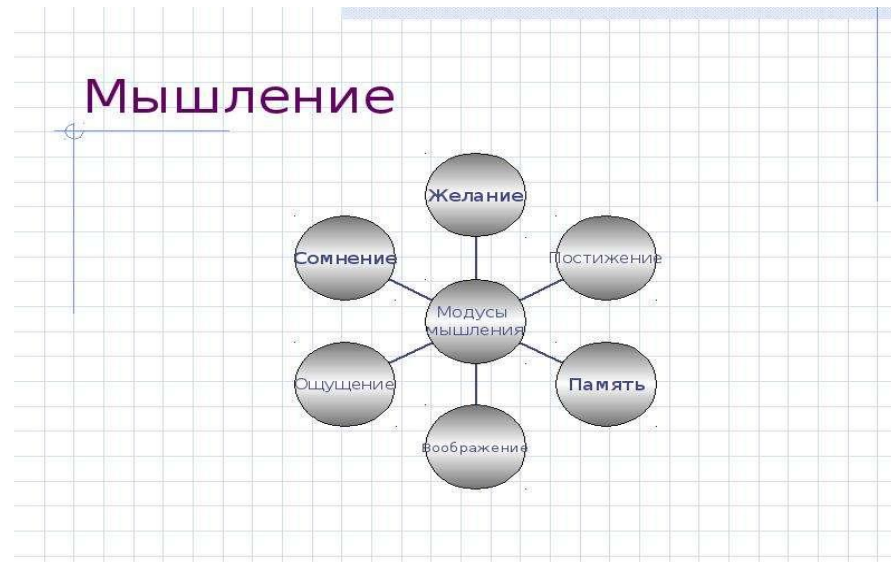 Мышление
Желание
Сомнение
Постижение
Модусы
мышления
Ощущение
Память
Воображение